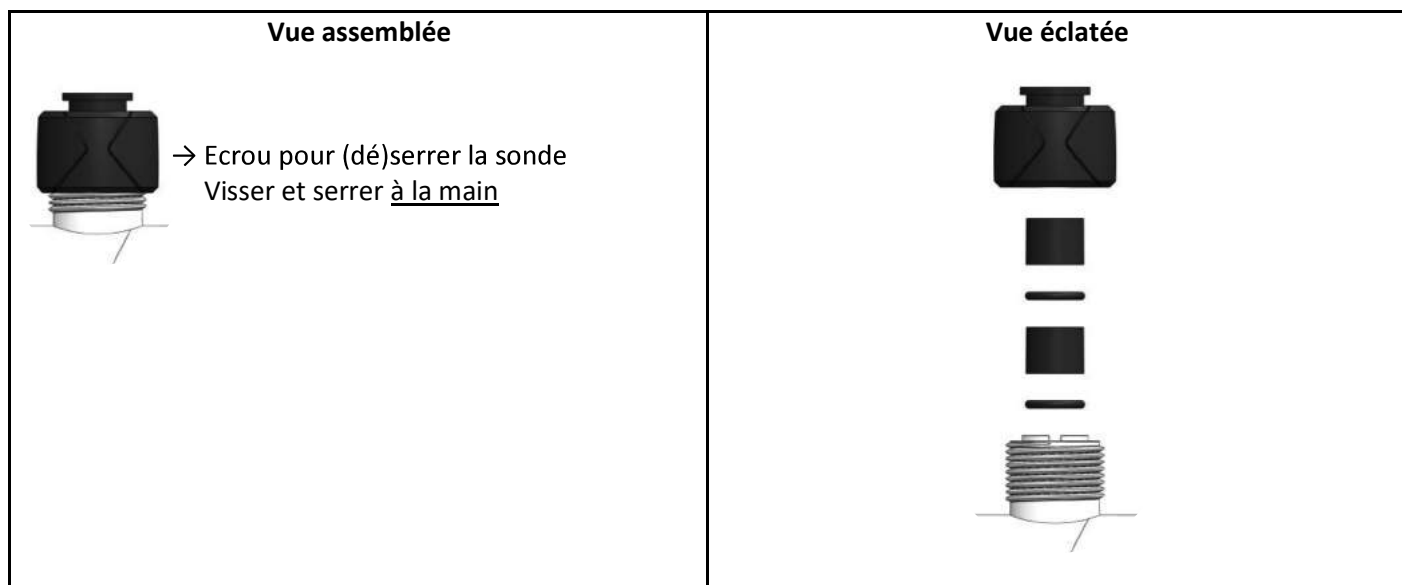 Vue assemblée
→ Ecrou pour (dé)serrer la sonde
Visser et serrer à la main
Vue éclatée